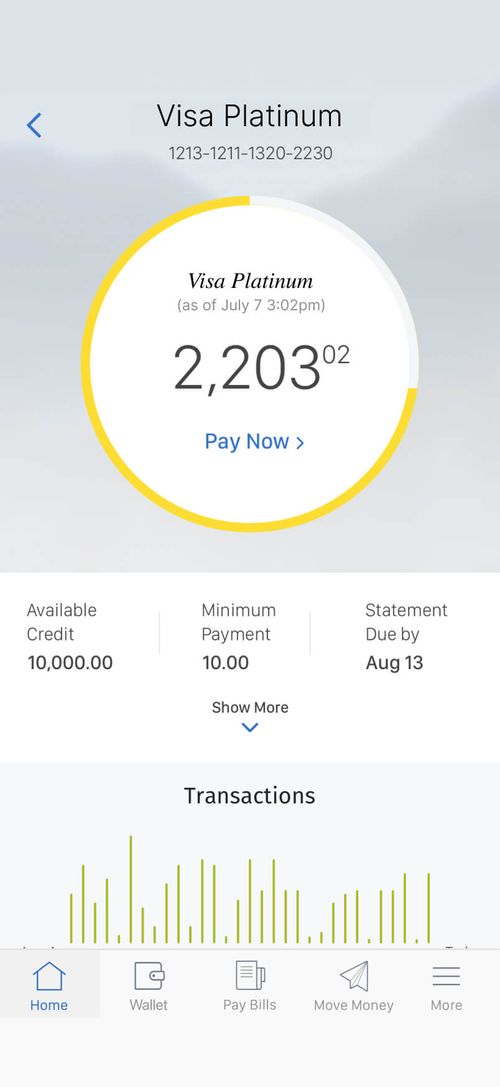 Visa Platinum
1213-1211-1320-2230
Visa Platinum
(as of July 7 3:02pm)
2,20302
Pay Now
Available Credit
10,000.00
Minimum Payment
10.00
Statement Due by
Aug 13
Show More
Transactions
Home
Wallet
Pay Bills
Move Money
More